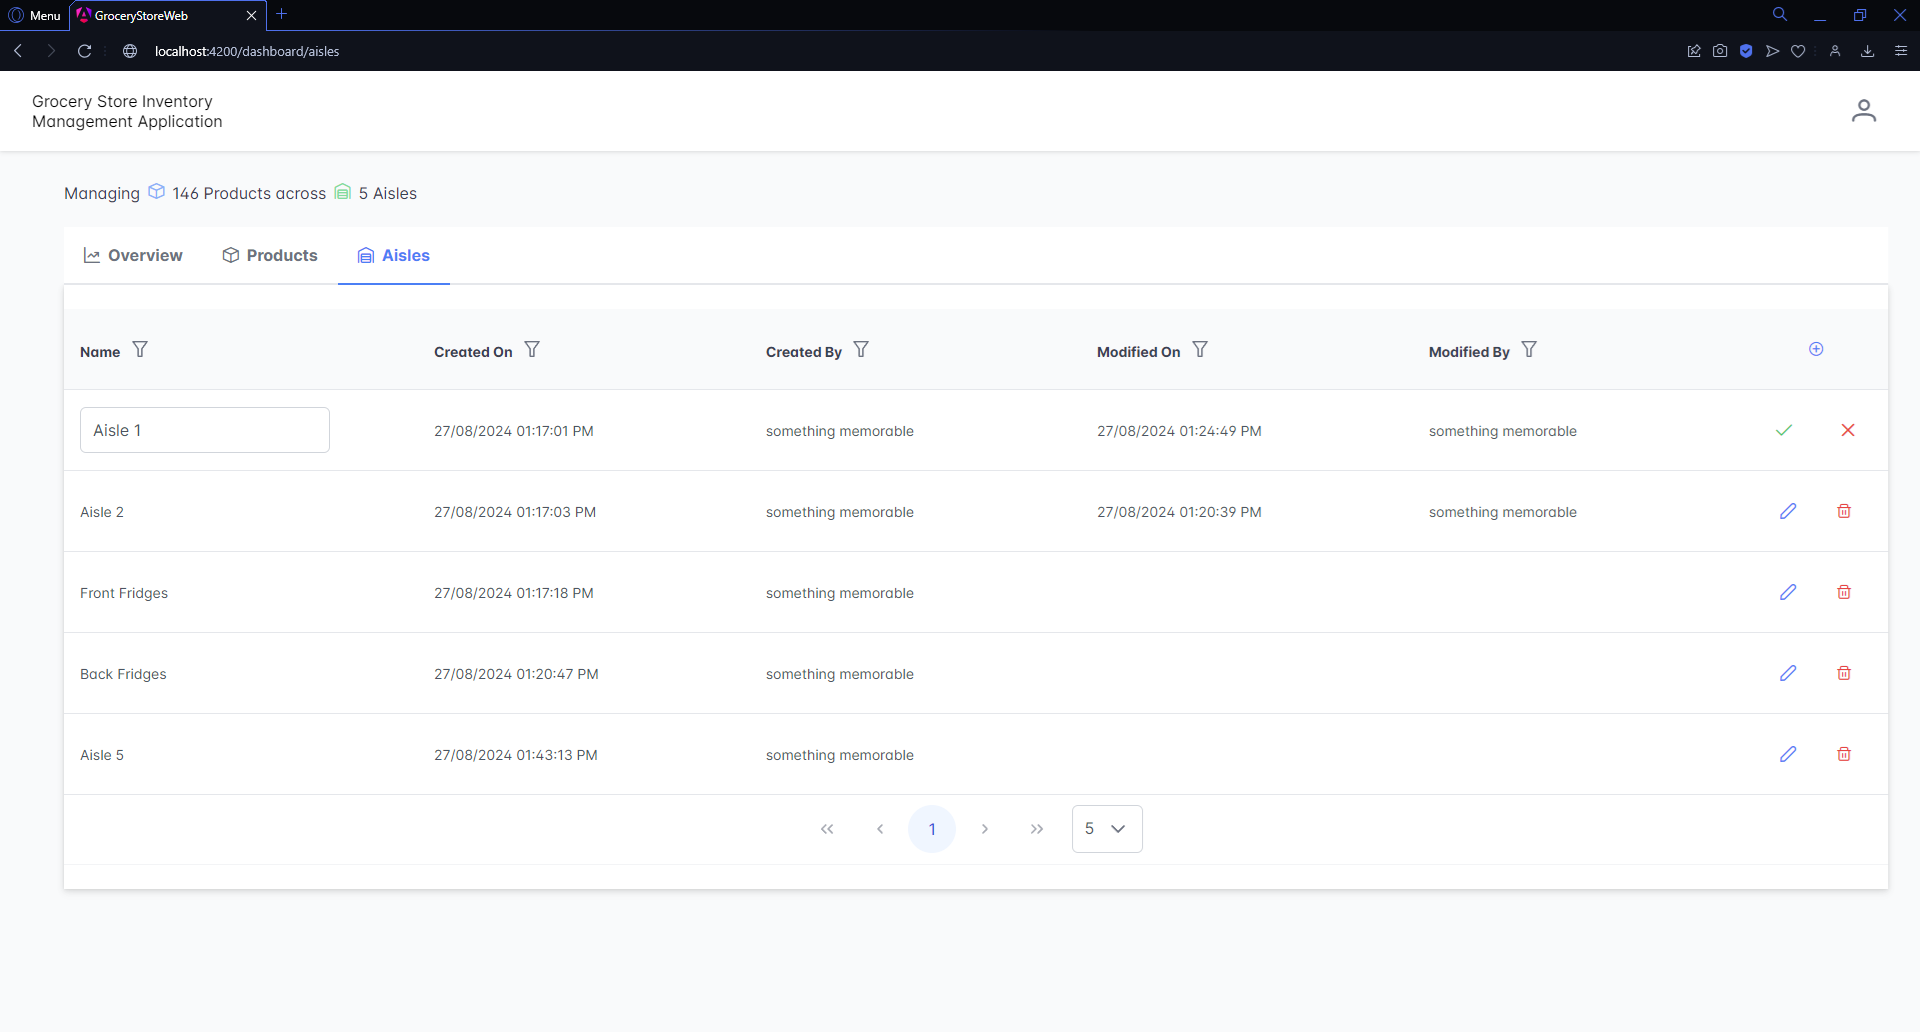 Menu
GroceryStoreWeb
localhost:4200/dashboard/aisles
Grocery Store Inventory
Management Application
Managing 146 Products across 5 Aisles
Overview Products Aisles
Name Created On Created By Modified On Modified By
Aisle 1 27/08/2024 01:17:01 PM something memorable 27/08/2024 01:24:49 PM something memorable
Aisle 2 27/08/2024 01:17:03 PM something memorable 27/08/2024 01:20:39 PM something memorable
Front Fridges 27/08/2024 01:17:18 PM something memorable
Back Fridges 27/08/2024 01:20:47 PM something memorable
Aisle 5 27/08/2024 01:43:13 PM something memorable
1 5